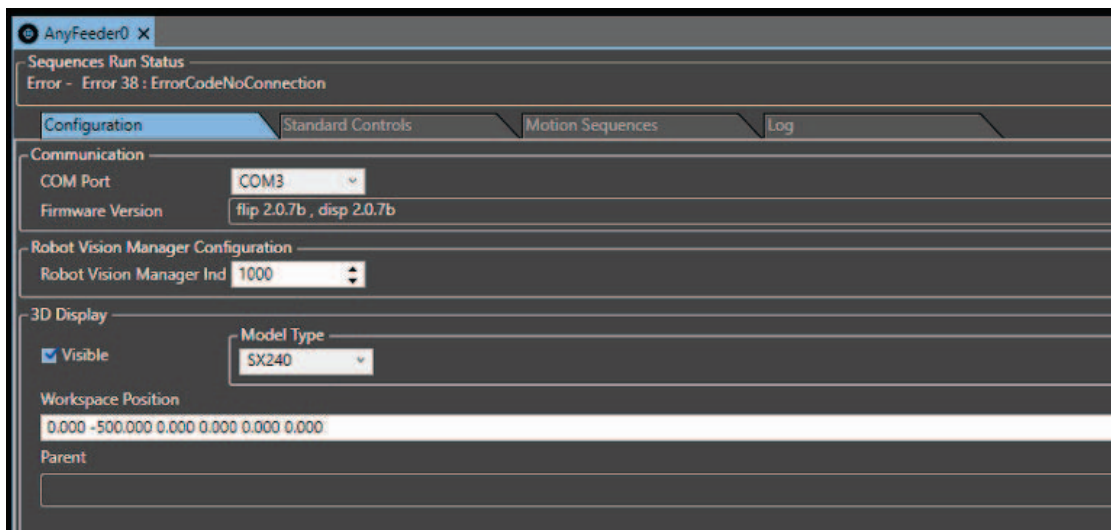 AnyFeeder0 X
Sequences Run Status
Error - Error 38 : ErrorCodeNoConnection
Configuration Standard Controls Motion Sequences Log
Communication
COM Port COM3
Firmware Version flip 2.0.7b , disp 2.0.7b
Robot Vision Manager Configuration
Robot Vision Manager Ind 1000
3D Display
Model Type
Visible SX240
Workspace Position
0.000 -500.000 0.000 0.000 0.000 0.000
Parent